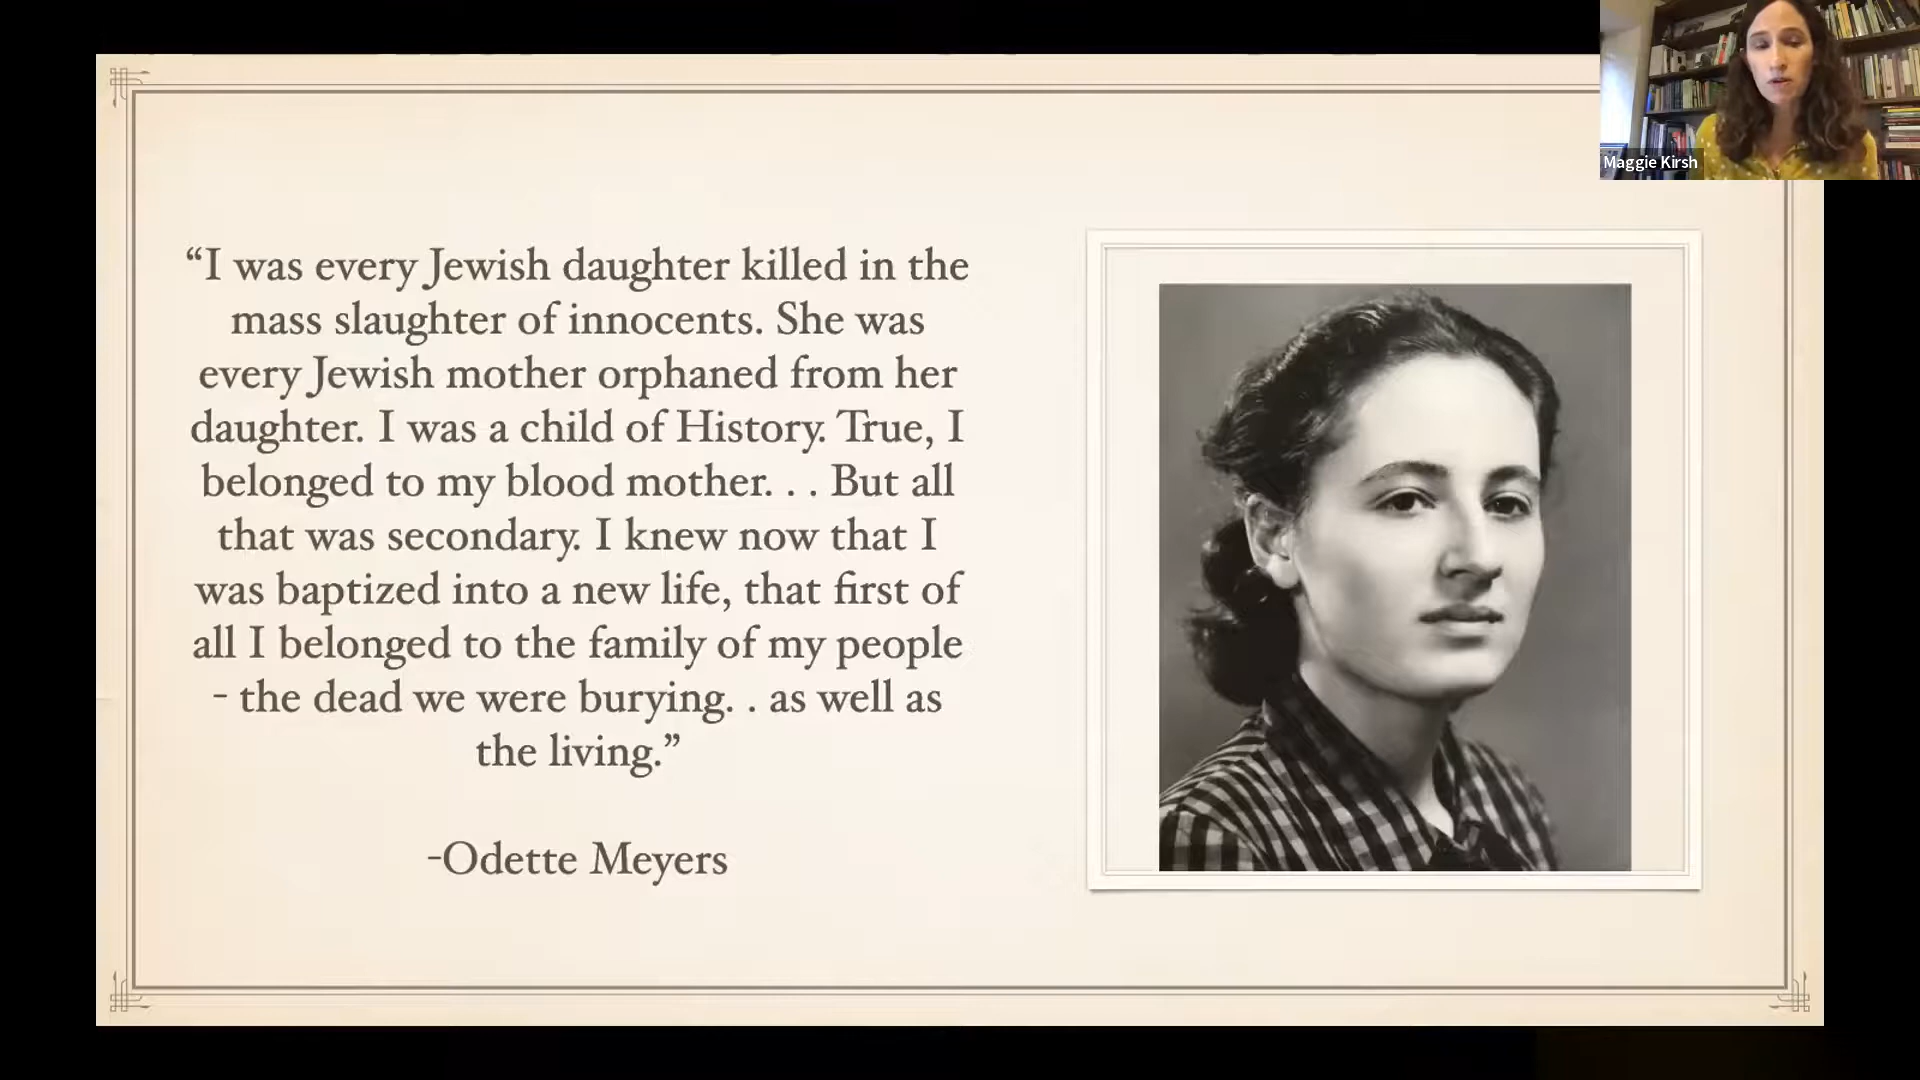 Maggie Kirsh
“I was every Jewish daughter killed in the
mass slaughter of innocents. She was
every Jewish mother orphaned from her
daughter. I was a child of History. True, I
belonged to my blood mother. . . But all
that was secondary. I knew now that I
was baptized into a new life, that first of
all I belonged to the family of my people
- the dead we were burying. . as well as
the living.”
-Odette Meyers